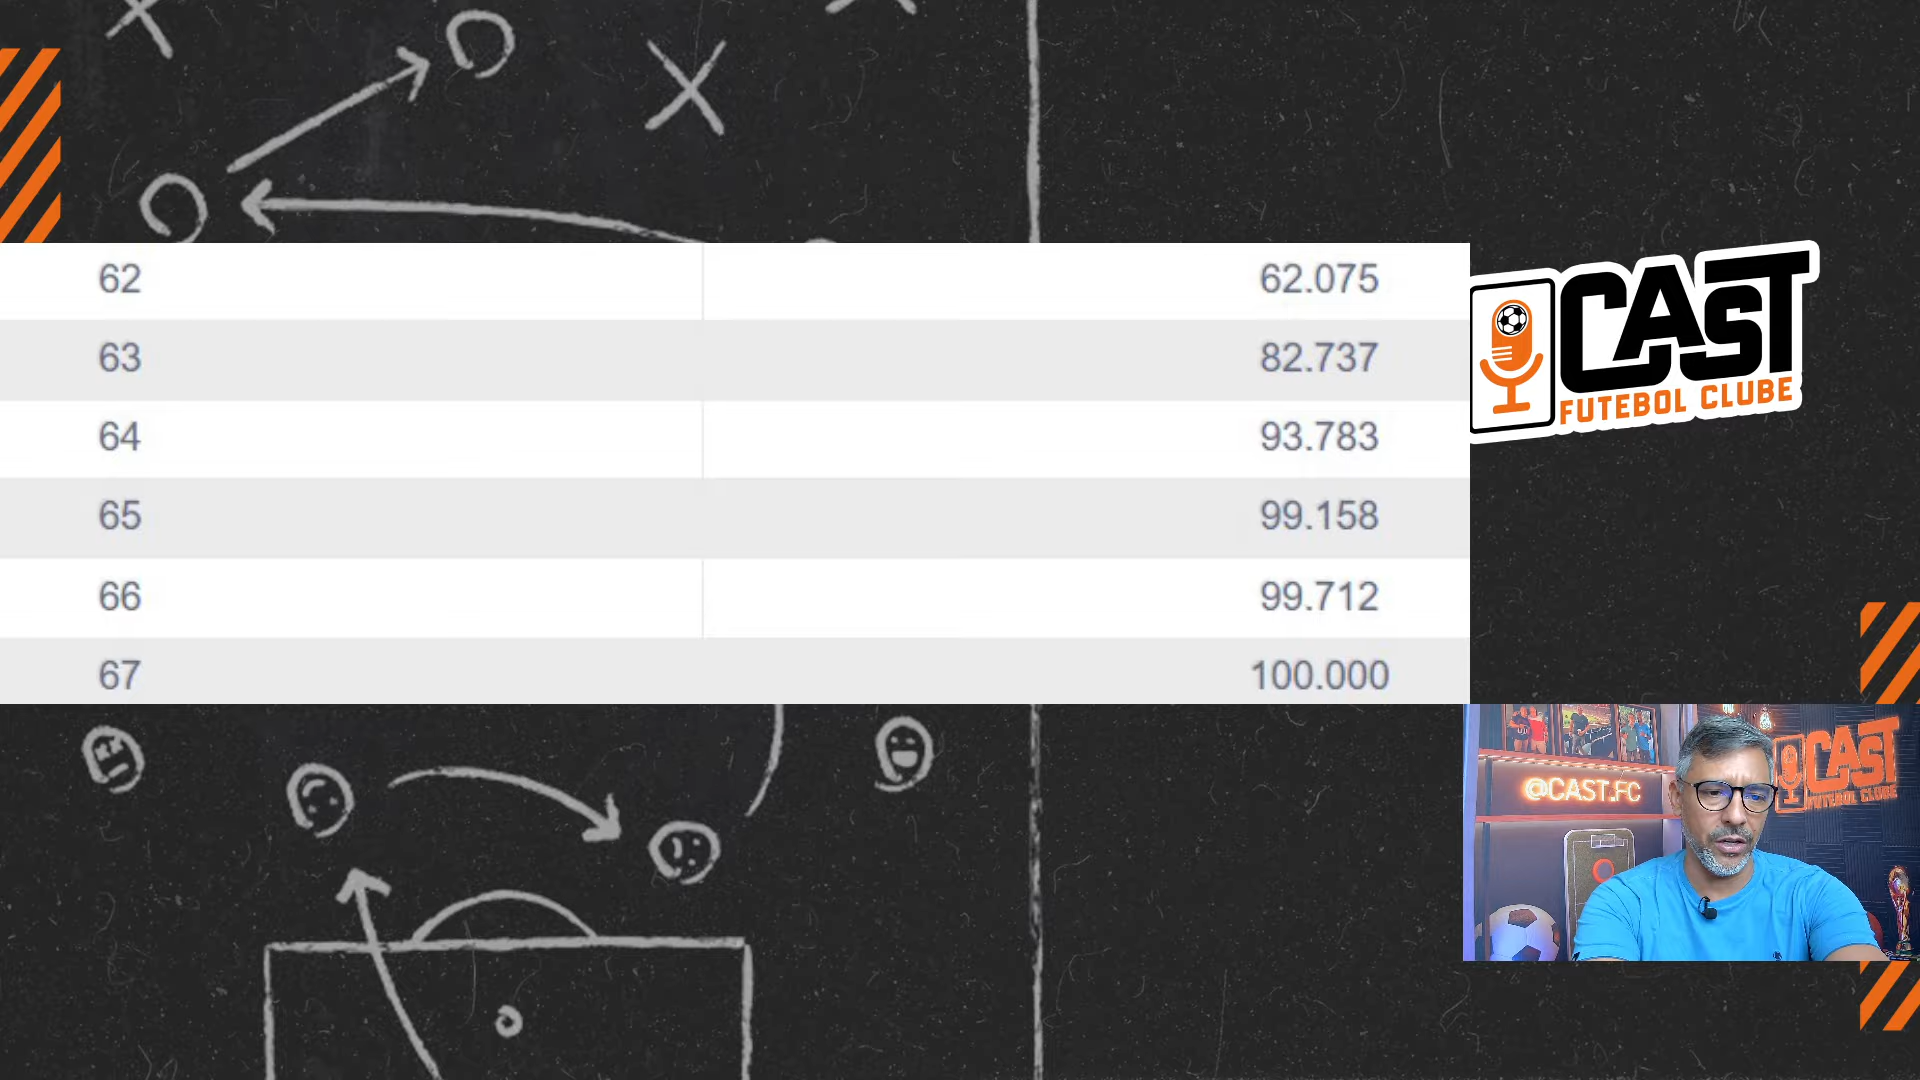 62 62.075
63 82.737
64 93.783
65 99.158
66 99.712
67 100.000
CAST
FUTEBOL CLUBE
@CAST.FC
CAST
FUTEBOL CLUBE